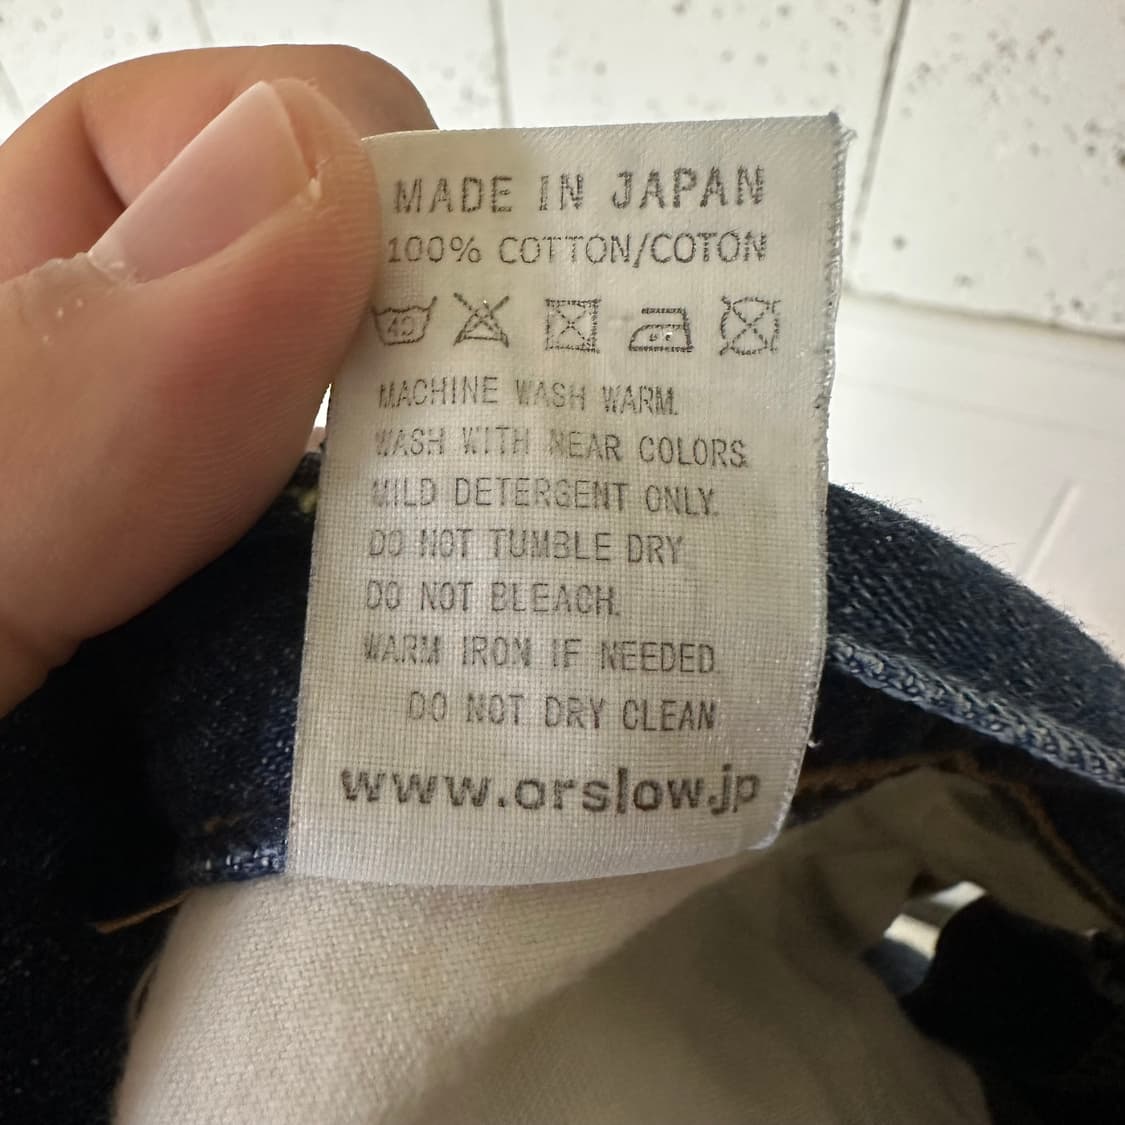 MADE IN JAPAN
100% COTTON/COTON
40
MACHINE WASH WARM.
WASH WITH NEAR COLORS
MILD DETERGENT ONLY.
DO NOT TUMBLE DRY
DO NOT BLEACH.
WARM IRON IF NEEDED.
DO NOT DRY CLEAN
www.orslow.jp